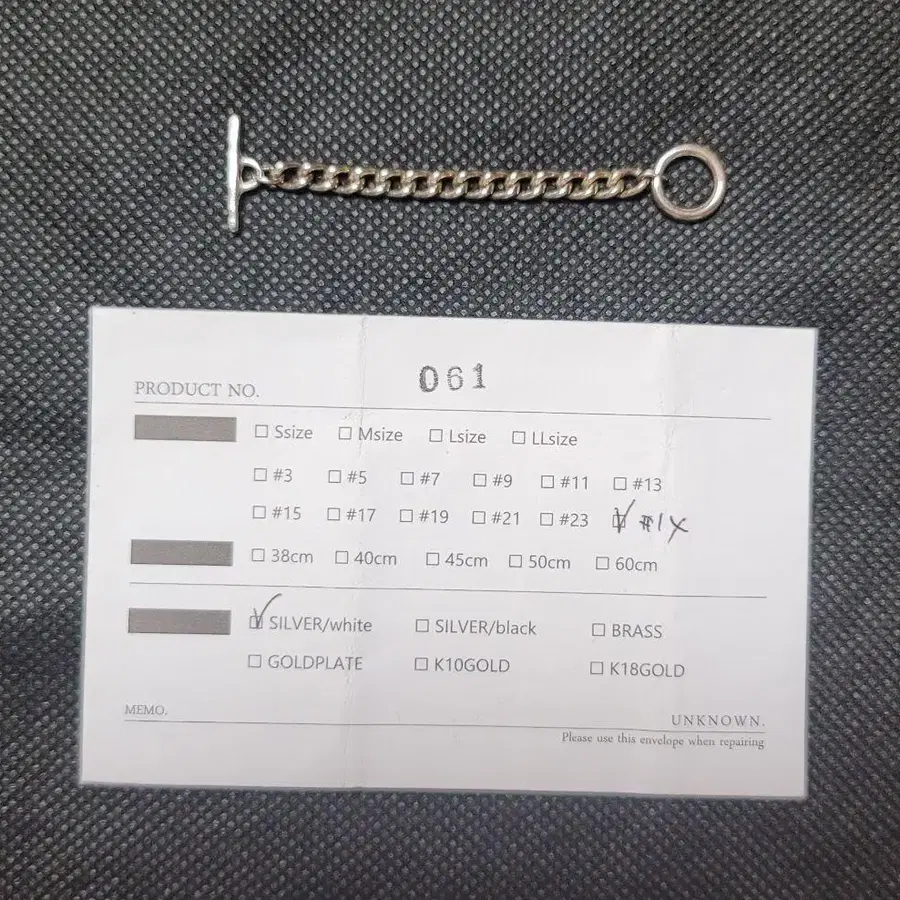 PRODUCT NO. 061
☐ Ssize ☐ Msize ☐ Lsize ☐ LLsize
☐ #3 ☐ #5 ☐ #7 ☐ #9 ☐ #11 ☐ #13
☐ #15 ☐ #17 ☐ #19 ☐ #21 ☐ #23 ☑
☐ 38cm ☐ 40cm ☐ 45cm ☐ 50cm ☐ 60cm
☑ SILVER/white ☐ SILVER/black ☐ BRASS
☐ GOLDPLATE ☐ K10GOLD ☐ K18GOLD
MEMO.
UNKNOWN.
Please use this envelope when repairing